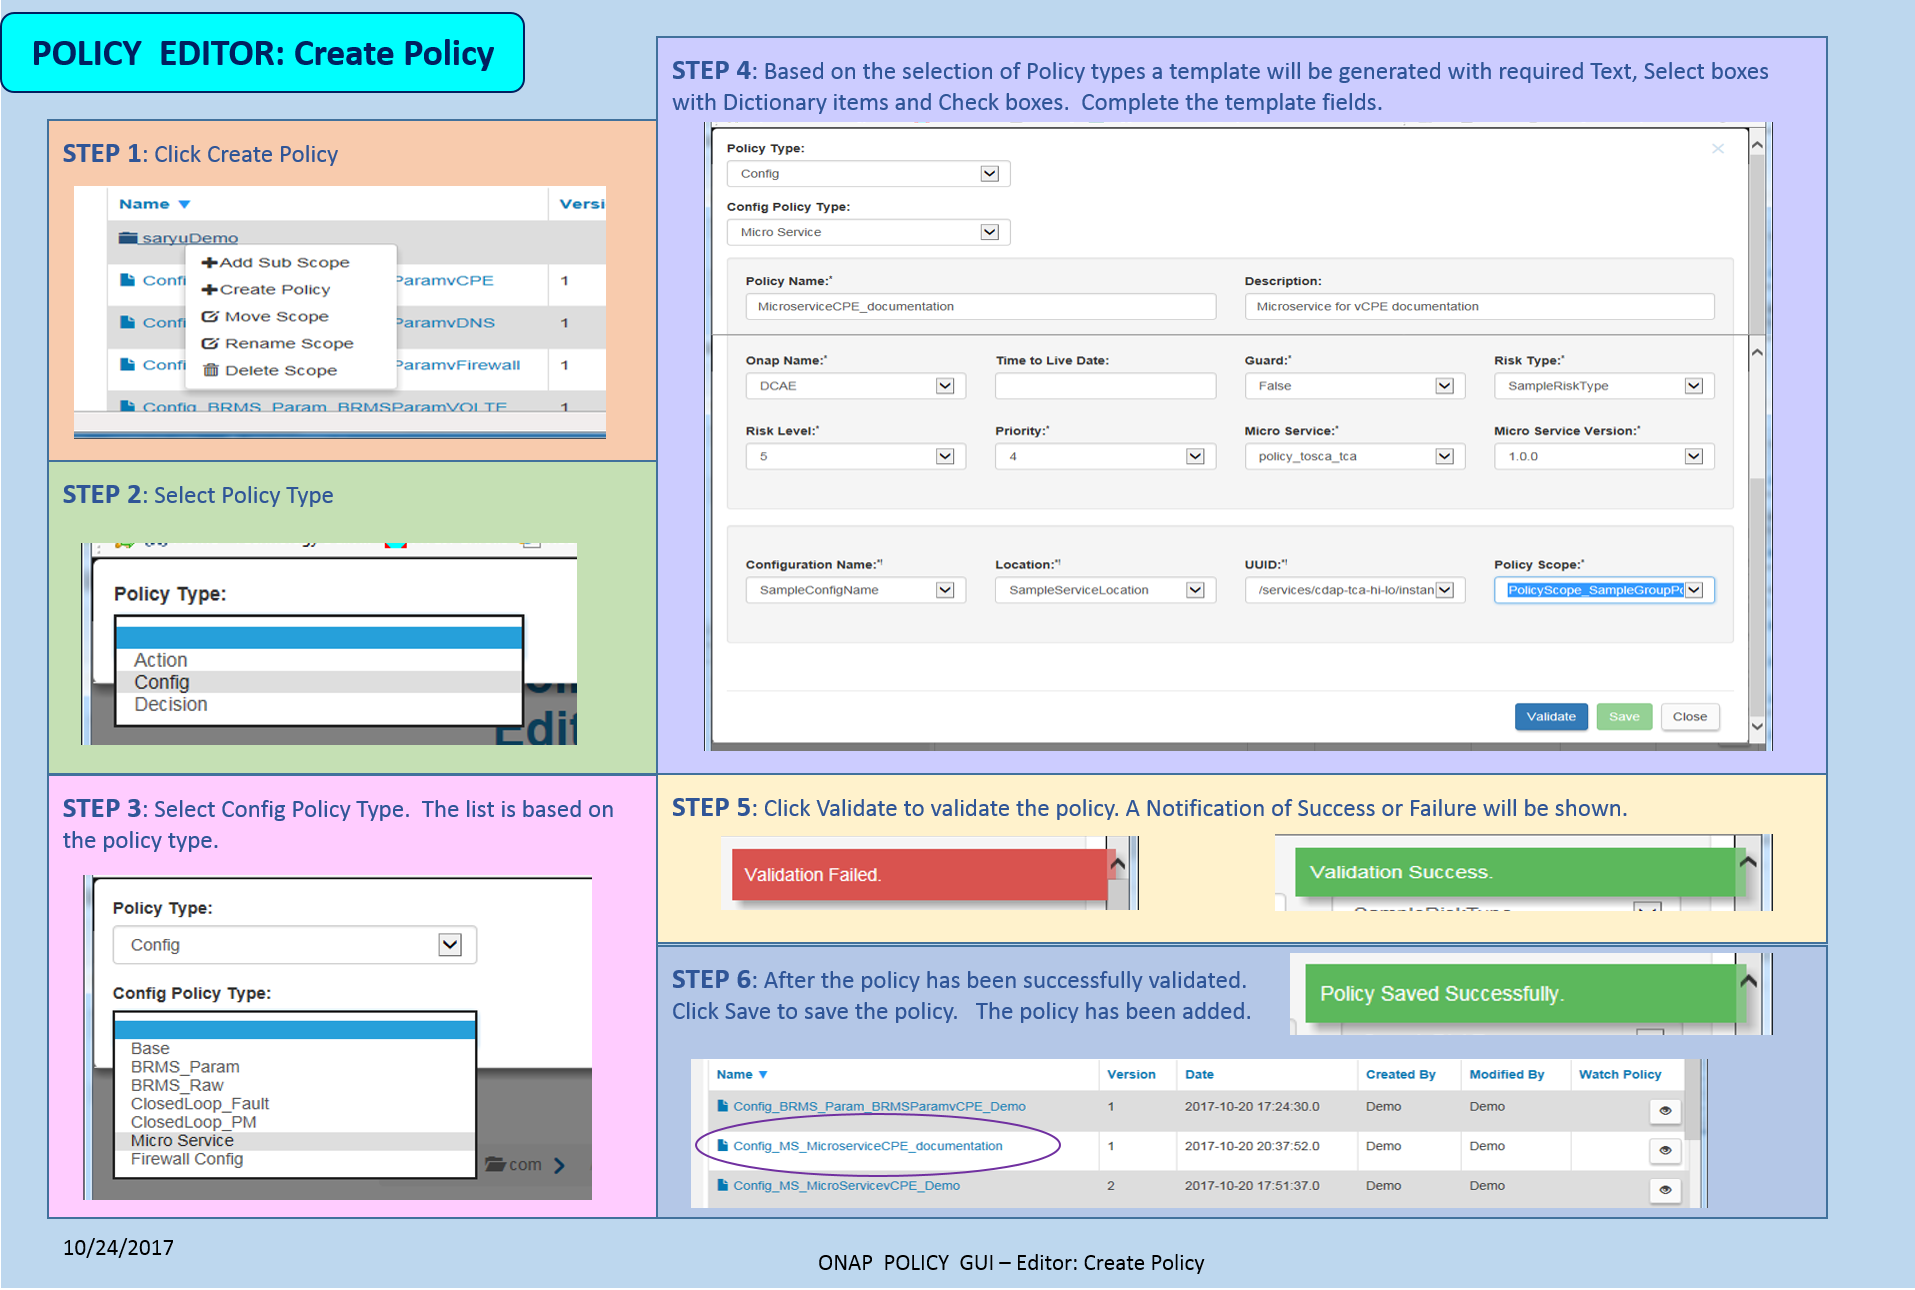 POLICY EDITOR: Create Policy
STEP 1: Click Create Policy
Name
Versi
saryuDemo
Add Sub Scope
Confi
ParamvCPE
1
Create Policy
Move Scope
Confi
ParamvDNS
1
Rename Scope
Confi
ParamvFirewall
1
Delete Scope
Config_BRMS_Param_BRMSParamVOLTE
1
STEP 2: Select Policy Type
Policy Type:
Action
Config
Decision
Edit
STEP 3: Select Config Policy Type. The list is based on
the policy type.
Policy Type:
Config
Config Policy Type:
Base
BRMS_Param
BRMS_Raw
ClosedLoop_Fault
ClosedLoop_PM
Micro Service
Firewall Config
com
STEP 4: Based on the selection of Policy types a template will be generated with required Text, Select boxes
with Dictionary items and Check boxes. Complete the template fields.
Policy Type:
Config
Config Policy Type:
Micro Service
Policy Name:* Description:
MicroserviceCPE_documentation Microservice for vCPE documentation
Onap Name:* Time to Live Date: Guard:* Risk Type:*
DCAE False SampleRiskType
Risk Level:* Priority:* Micro Service:* Micro Service Version:*
5 4 policy_tosca_tca 1.0.0
Configuration Name:*! Location:*! UUID:*! Policy Scope:*
SampleConfigName SampleServiceLocation /services/cdap-tca-hi-lo/instan PolicyScope_SampleGroupPo
Validate Save Close
STEP 5: Click Validate to validate the policy. A Notification of Success or Failure will be shown.
Validation Failed.
Validation Success.
SampleRiskType
STEP 6: After the policy has been successfully validated.
Click Save to save the policy. The policy has been added.
Policy Saved Successfully.
Name Version Date Created By Modified By Watch Policy
Config_BRMS_Param_BRMSParamvCPE_Demo 1 2017-10-20 17:24:30.0 Demo Demo
Config_MS_MicroserviceCPE_documentation 1 2017-10-20 20:37:52.0 Demo Demo
Config_MS_MicroServicevCPE_Demo 2 2017-10-20 17:51:37.0 Demo Demo
10/24/2017
ONAP POLICY GUI – Editor: Create Policy